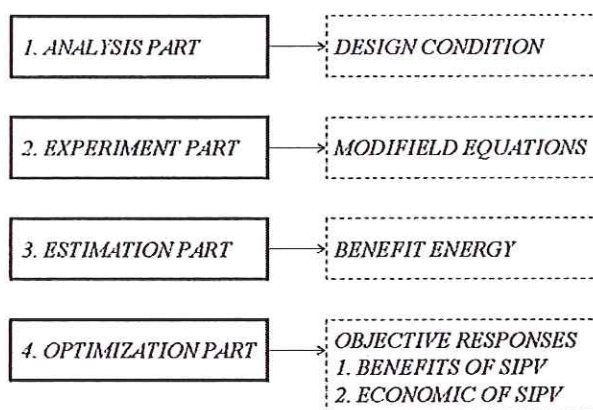 1. ANALYSIS PART
DESIGN CONDITION
2. EXPERIMENT PART
MODIFIELD EQUATIONS
3. ESTIMATION PART
BENEFIT ENERGY
4. OPTIMIZATION PART
OBJECTIVE RESPONSES
1. BENEFITS OF SIPV
2. ECONOMIC OF SIPV